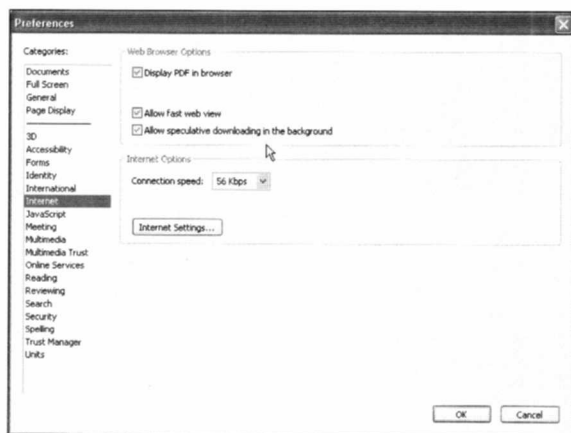 Preferences
Categories:
Documents
Full Screen
General
Page Display
3D
Accessibility
Forms
Identity
International
Internet
JavaScript
Meeting
Multimedia
Multimedia Trust
Online Services
Reading
Reviewing
Search
Security
Spelling
Trust Manager
Units
Web Browser Options
Display PDF in browser
Allow fast web view
Allow speculative downloading in the background
Internet Options
Connection speed: 56 Kbps
Internet Settings...
OK Cancel